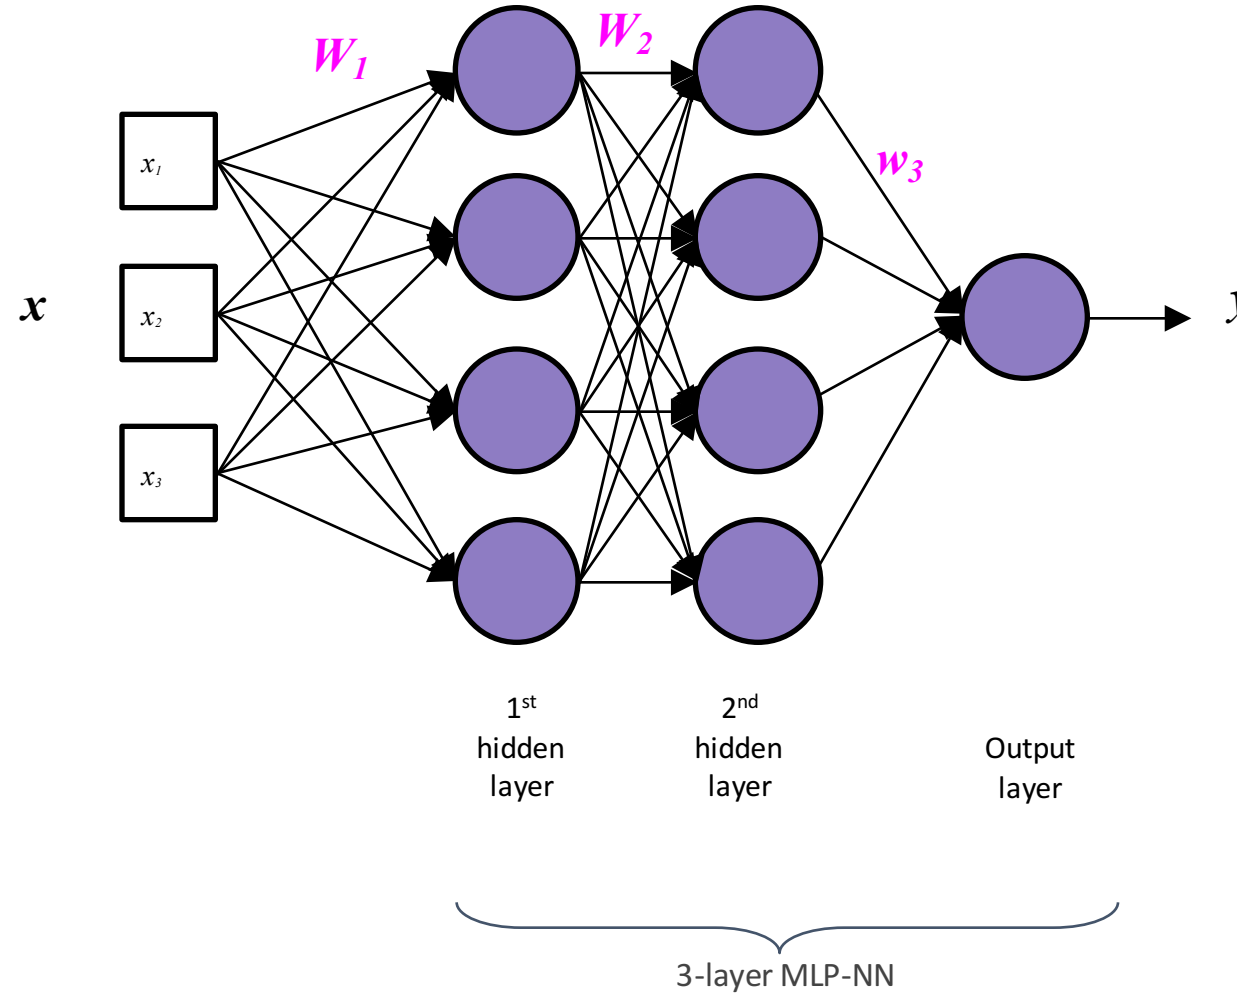 W₁
W₂
w₃
x₁
x₂
x
x₃
y
1st
hidden
layer
2nd
hidden
layer
Output
layer
3-layer MLP-NN